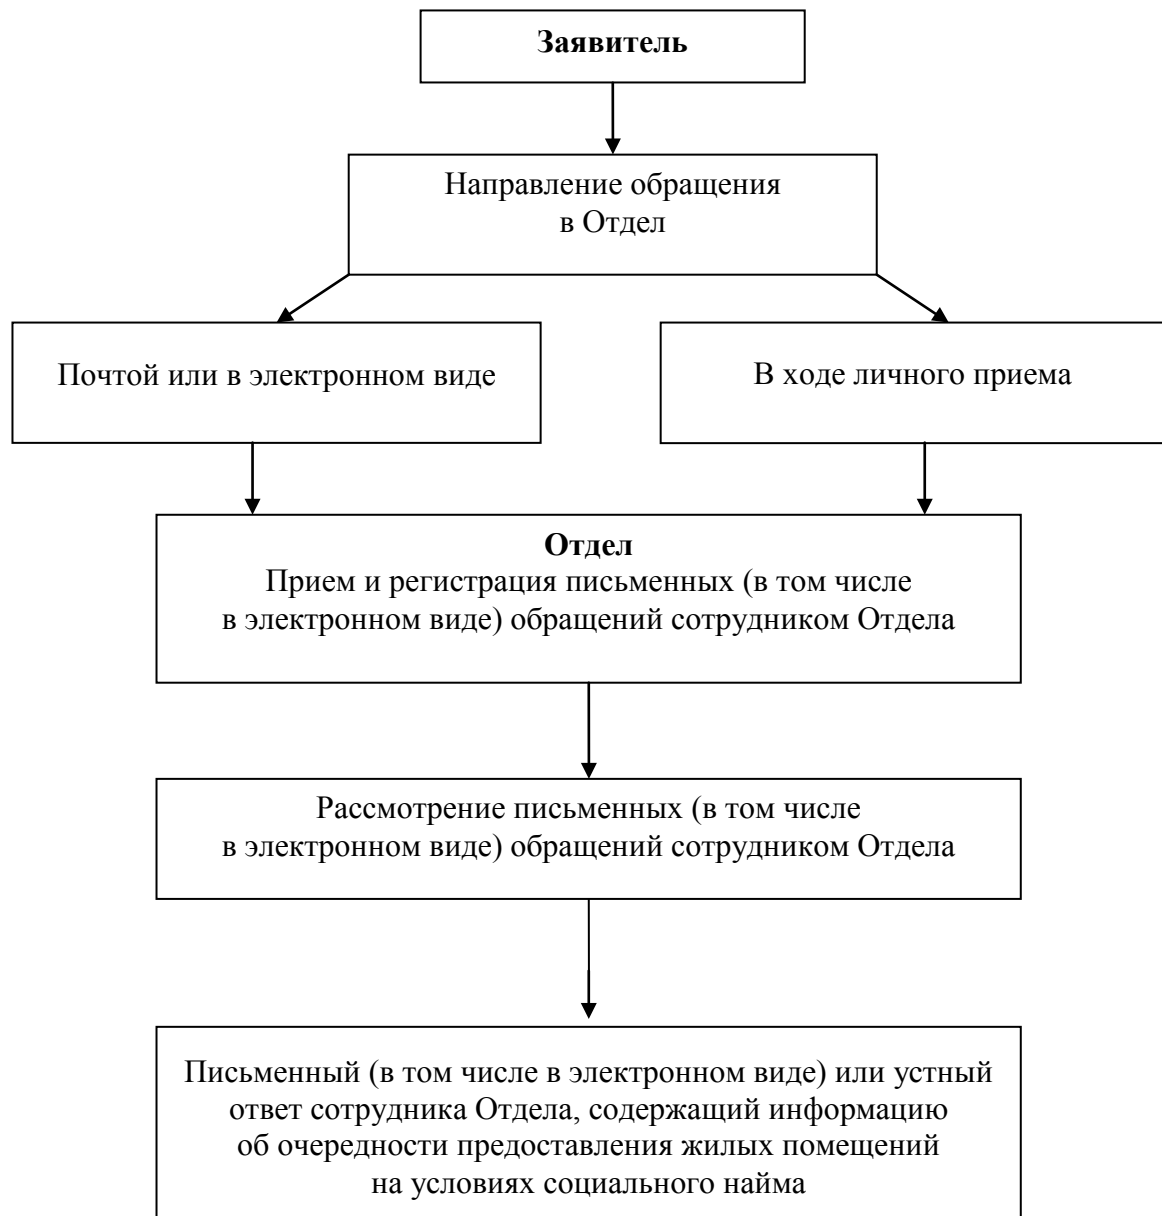 Заявитель
Направление обращения
в Отдел
Почтой или в электронном виде
В ходе личного приема
Отдел
Прием и регистрация письменных (в том числе
в электронном виде) обращений сотрудником Отдела
Рассмотрение письменных (в том числе
в электронном виде) обращений сотрудником Отдела
Письменный (в том числе в электронном виде) или устный
ответ сотрудника Отдела, содержащий информацию
об очередности предоставления жилых помещений
на условиях социального найма